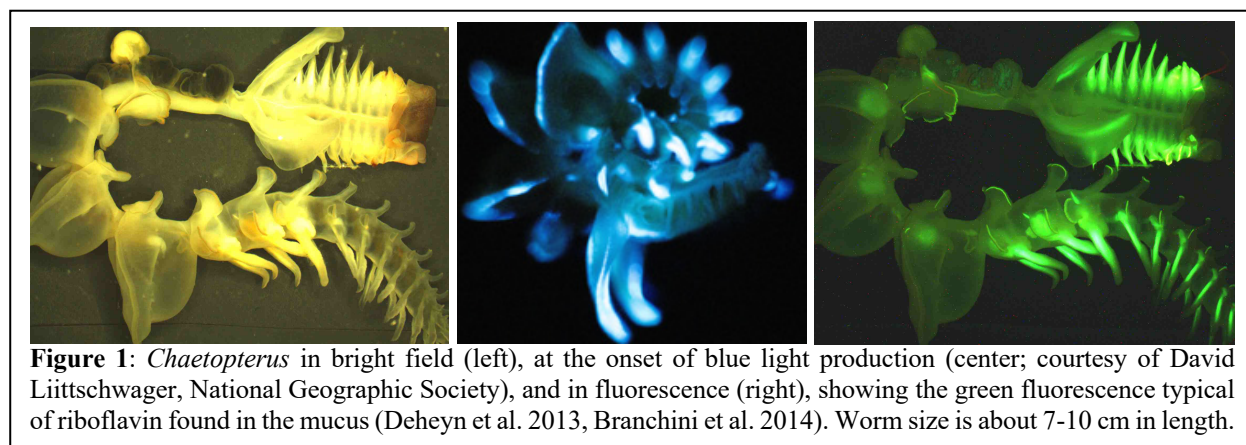 Figure 1: Chaetopterus in bright field (left), at the onset of blue light production (center; courtesy of David
Liittschwager, National Geographic Society), and in fluorescence (right), showing the green fluorescence typical
of riboflavin found in the mucus (Deheyn et al. 2013, Branchini et al. 2014). Worm size is about 7-10 cm in length.